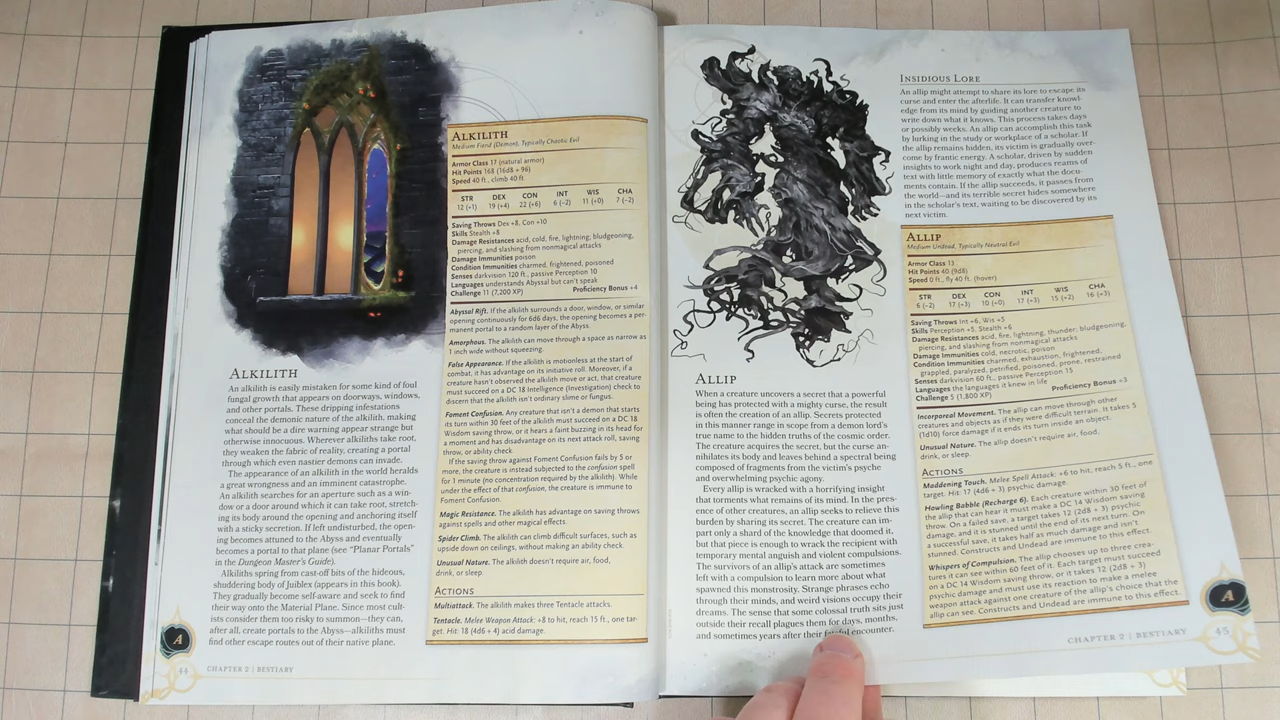 ALKILITH
An alkilith is easily mistaken for some kind of foul
fungal growth that appears on doorways, windows,
and other portals. These dripping infestations
conceal the demonic nature of the alkilith, making
what should be a dire warning appear strange but
otherwise innocuous. Wherever alkiliths take root,
they weaken the fabric of reality, creating a portal
through which even nastier demons can invade.
The appearance of an alkilith in the world heralds
a great wrongness and an imminent catastrophe.
An alkilith searches for an aperture such as a win-
dow or a door around which it can take root, stretch-
ing its body around the opening and anchoring itself
with a sticky secretion. If left undisturbed, the open-
ing becomes attuned to the Abyss and eventually
becomes a portal to that plane (see “Planar Portals”
in the Dungeon Master's Guide).
Alkiliths spring from cast-off bits of the hideous,
shuddering body of Juiblex (appears in this book).
They gradually become self-aware and seek to find
their way onto the Material Plane. Since most cult-
ists consider them too risky to summon—they can,
after all, create portals to the Abyss—alkiliths must
find other escape routes out of their native plane.
A
44
CHAPTER 2 | BESTIARY
ALKILITH
Medium Fiend (Demon), Typically Chaotic Evil
Armor Class 17 (natural armor)
Hit Points 168 (16d8 + 96)
Speed 40 ft., climb 40 ft.
STR DEX CON INT WIS CHA
12 (+1) 19 (+4) 22 (+6) 6 (−2) 11 (+0) 7 (−2)
Saving Throws Dex +8, Con +10
Skills Stealth +8
Damage Resistances acid, cold, fire, lightning; bludgeoning,
piercing, and slashing from nonmagical attacks
Damage Immunities poison
Condition Immunities charmed, frightened, poisoned
Senses darkvision 120 ft., passive Perception 10
Languages understands Abyssal but can't speak
Challenge 11 (7,200 XP) Proficiency Bonus +4
Abyssal Rift. If the alkilith surrounds a door, window, or similar
opening continuously for 6d6 days, the opening becomes a per-
manent portal to a random layer of the Abyss.
Amorphous. The alkilith can move through a space as narrow as
1 inch wide without squeezing.
False Appearance. If the alkilith is motionless at the start of
combat, it has advantage on its initiative roll. Moreover, if a
creature hasn't observed the alkilith move or act, that creature
must succeed on a DC 18 Intelligence (Investigation) check to
discern that the alkilith isn't ordinary slime or fungus.
Foment Confusion. Any creature that isn't a demon that starts
its turn within 30 feet of the alkilith must succeed on a DC 18
Wisdom saving throw, or it hears a faint buzzing in its head for
a moment and has disadvantage on its next attack roll, saving
throw, or ability check.
If the saving throw against Foment Confusion fails by 5 or
more, the creature is instead subjected to the confusion spell
for 1 minute (no concentration required by the alkilith). While
under the effect of that confusion, the creature is immune to
Foment Confusion.
Magic Resistance. The alkilith has advantage on saving throws
against spells and other magical effects.
Spider Climb. The alkilith can climb difficult surfaces, such as
upside down on ceilings, without making an ability check.
Unusual Nature. The alkilith doesn't require air, food,
drink, or sleep.
ACTIONS
Multiattack. The alkilith makes three Tentacle attacks.
Tentacle. Melee Weapon Attack: +8 to hit, reach 15 ft., one tar-
get. Hit: 18 (4d6 + 4) acid damage.
ALLIP
When a creature uncovers a secret that a powerful
being has protected with a mighty curse, the result
is often the creation of an allip. Secrets protected
in this manner range in scope from a demon lord's
true name to the hidden truths of the cosmic order.
The creature acquires the secret, but the curse an-
nihilates its body and leaves behind a spectral being
composed of fragments from the victim's psyche
and overwhelming psychic agony.
Every allip is wracked with a horrifying insight
that torments what remains of its mind. In the pres-
ence of other creatures, an allip seeks to relieve this
burden by sharing its secret. The creature can im-
part only a shard of the knowledge that doomed it,
but that piece is enough to wrack the recipient with
temporary mental anguish and violent compulsions.
The survivors of an allip's attack are sometimes
left with a compulsion to learn more about what
spawned this monstrosity. Strange phrases echo
through their minds, and weird visions occupy their
dreams. The sense that some colossal truth sits just
outside their recall plagues them for days, months,
and sometimes years after their encounter.
INSIDIOUS LORE
An allip might attempt to share its lore to escape its
curse and enter the afterlife. It can transfer knowl-
edge from its mind by guiding another creature to
write down what it knows. This process takes days
or possibly weeks. An allip can accomplish this task
by lurking in the study or workplace of a scholar. If
the allip remains hidden, its victim is gradually over-
come by frantic energy. A scholar, driven by sudden
insights to work night and day, produces reams of
text with little memory of exactly what the docu-
ments contain. If the allip succeeds, it passes from
the world—and its terrible secret hides somewhere
in the scholar's text, waiting to be discovered by its
next victim.
ALLIP
Medium Undead, Typically Neutral Evil
Armor Class 13
Hit Points 40 (9d8)
Speed 0 ft., fly 40 ft. (hover)
STR DEX CON INT WIS CHA
6 (−2) 17 (+3) 10 (+0) 17 (+3) 15 (+2) 16 (+3)
Saving Throws Int +6, Wis +5
Skills Perception +5, Stealth +6
Damage Resistances acid, fire, lightning, thunder; bludgeoning,
piercing, and slashing from nonmagical attacks
Damage Immunities cold, necrotic, poison
Condition Immunities charmed, exhaustion, frightened,
grappled, paralyzed, petrified, poisoned, prone, restrained
Senses darkvision 60 ft., passive Perception 15
Languages the languages it knew in life
Challenge 5 (1,800 XP) Proficiency Bonus +3
Incorporeal Movement. The allip can move through other
creatures and objects as if they were difficult terrain. It takes 5
(1d10) force damage if it ends its turn inside an object.
Unusual Nature. The allip doesn't require air, food,
drink, or sleep.
ACTIONS
Maddening Touch. Melee Spell Attack: +6 to hit, reach 5 ft., one
target. Hit: 17 (4d6 + 3) psychic damage.
Howling Babble (Recharge 6). Each creature within 30 feet of
the allip that can hear it must make a DC 14 Wisdom saving
throw. On a failed save, a target takes 12 (2d8 + 3) psychic
damage, and it is stunned until the end of its next turn. On
a successful save, it takes half as much damage and isn't
stunned. Constructs and Undead are immune to this effect.
Whispers of Compulsion. The allip chooses up to three crea-
tures it can see within 60 feet of it. Each target must succeed
on a DC 14 Wisdom saving throw, or it takes 12 (2d8 + 3)
psychic damage and must use its reaction to make a melee
weapon attack against one creature of the allip's choice that the
allip can see. Constructs and Undead are immune to this effect.
A
CHAPTER 2 | BESTIARY
45